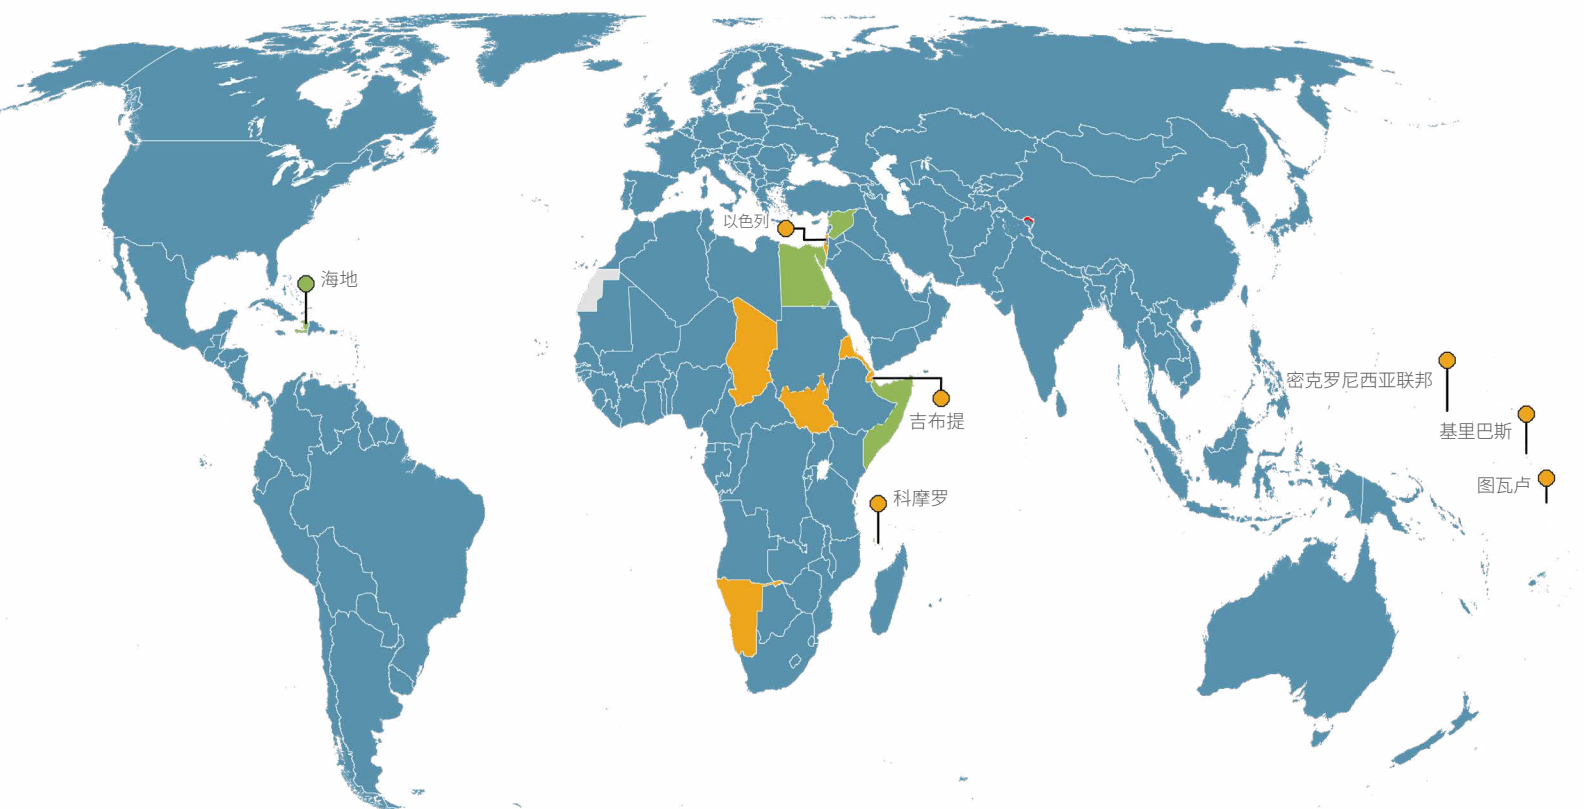 以色列
海地
密克罗尼西亚联邦
吉布提
基里巴斯
图瓦卢
科摩罗